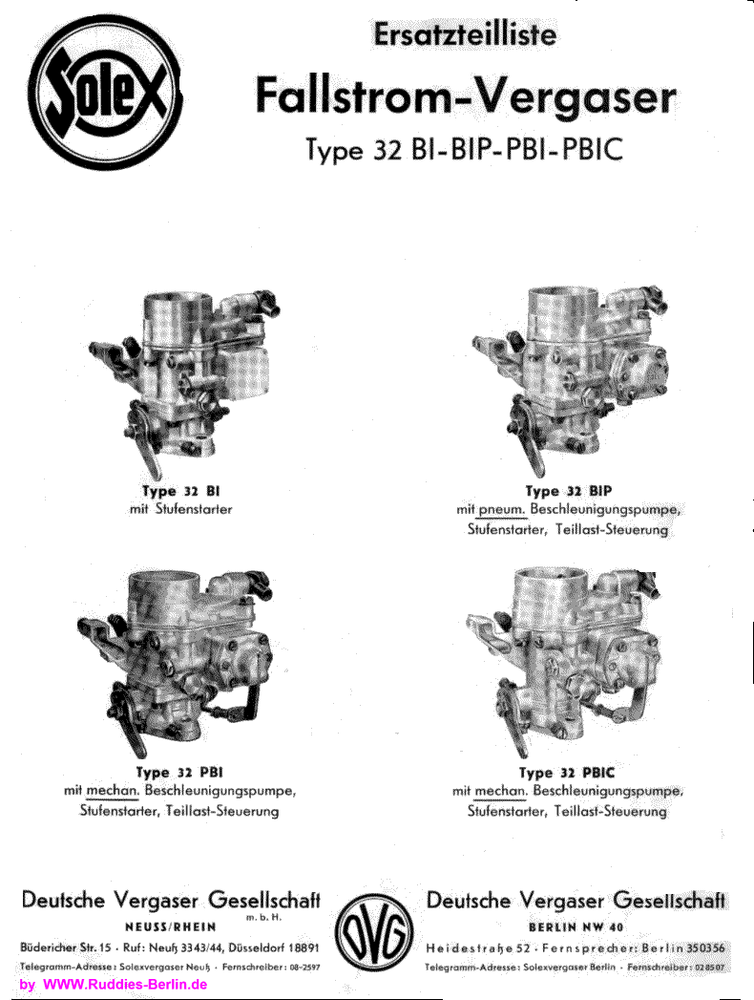 Solex
Ersatzteilliste
Fallstrom-Vergaser
Type 32 BI-BIP-PBI-PBIC
Type 32 BI
mit Stufenstarter
Type 32 BIP
mit pneum. Beschleunigungspumpe,
Stufenstarter, Teillast-Steuerung
Type 32 PBI
mit mechan. Beschleunigungspumpe,
Stufenstarter, Teillast-Steuerung
Type 32 PBIC
mit mechan. Beschleunigungspumpe,
Stufenstarter, Teillast-Steuerung
Deutsche Vergaser Gesellschaft
m. b. H.
NEUSS/RHEIN
Büdericher Str. 15 · Ruf: Neuß 3343/44, Düsseldorf 18891
Telegramm-Adresse: Solexvergaser Neuß · Fernschreiber: 08-2597
DVG
Deutsche Vergaser Gesellschaft
BERLIN NW 40
Heidestraße 52 · Fernsprecher: Berlin 350356
Telegramm-Adresse: Solexvergaser Berlin · Fernschreiber: 028507
by WWW.Ruddies-Berlin.de